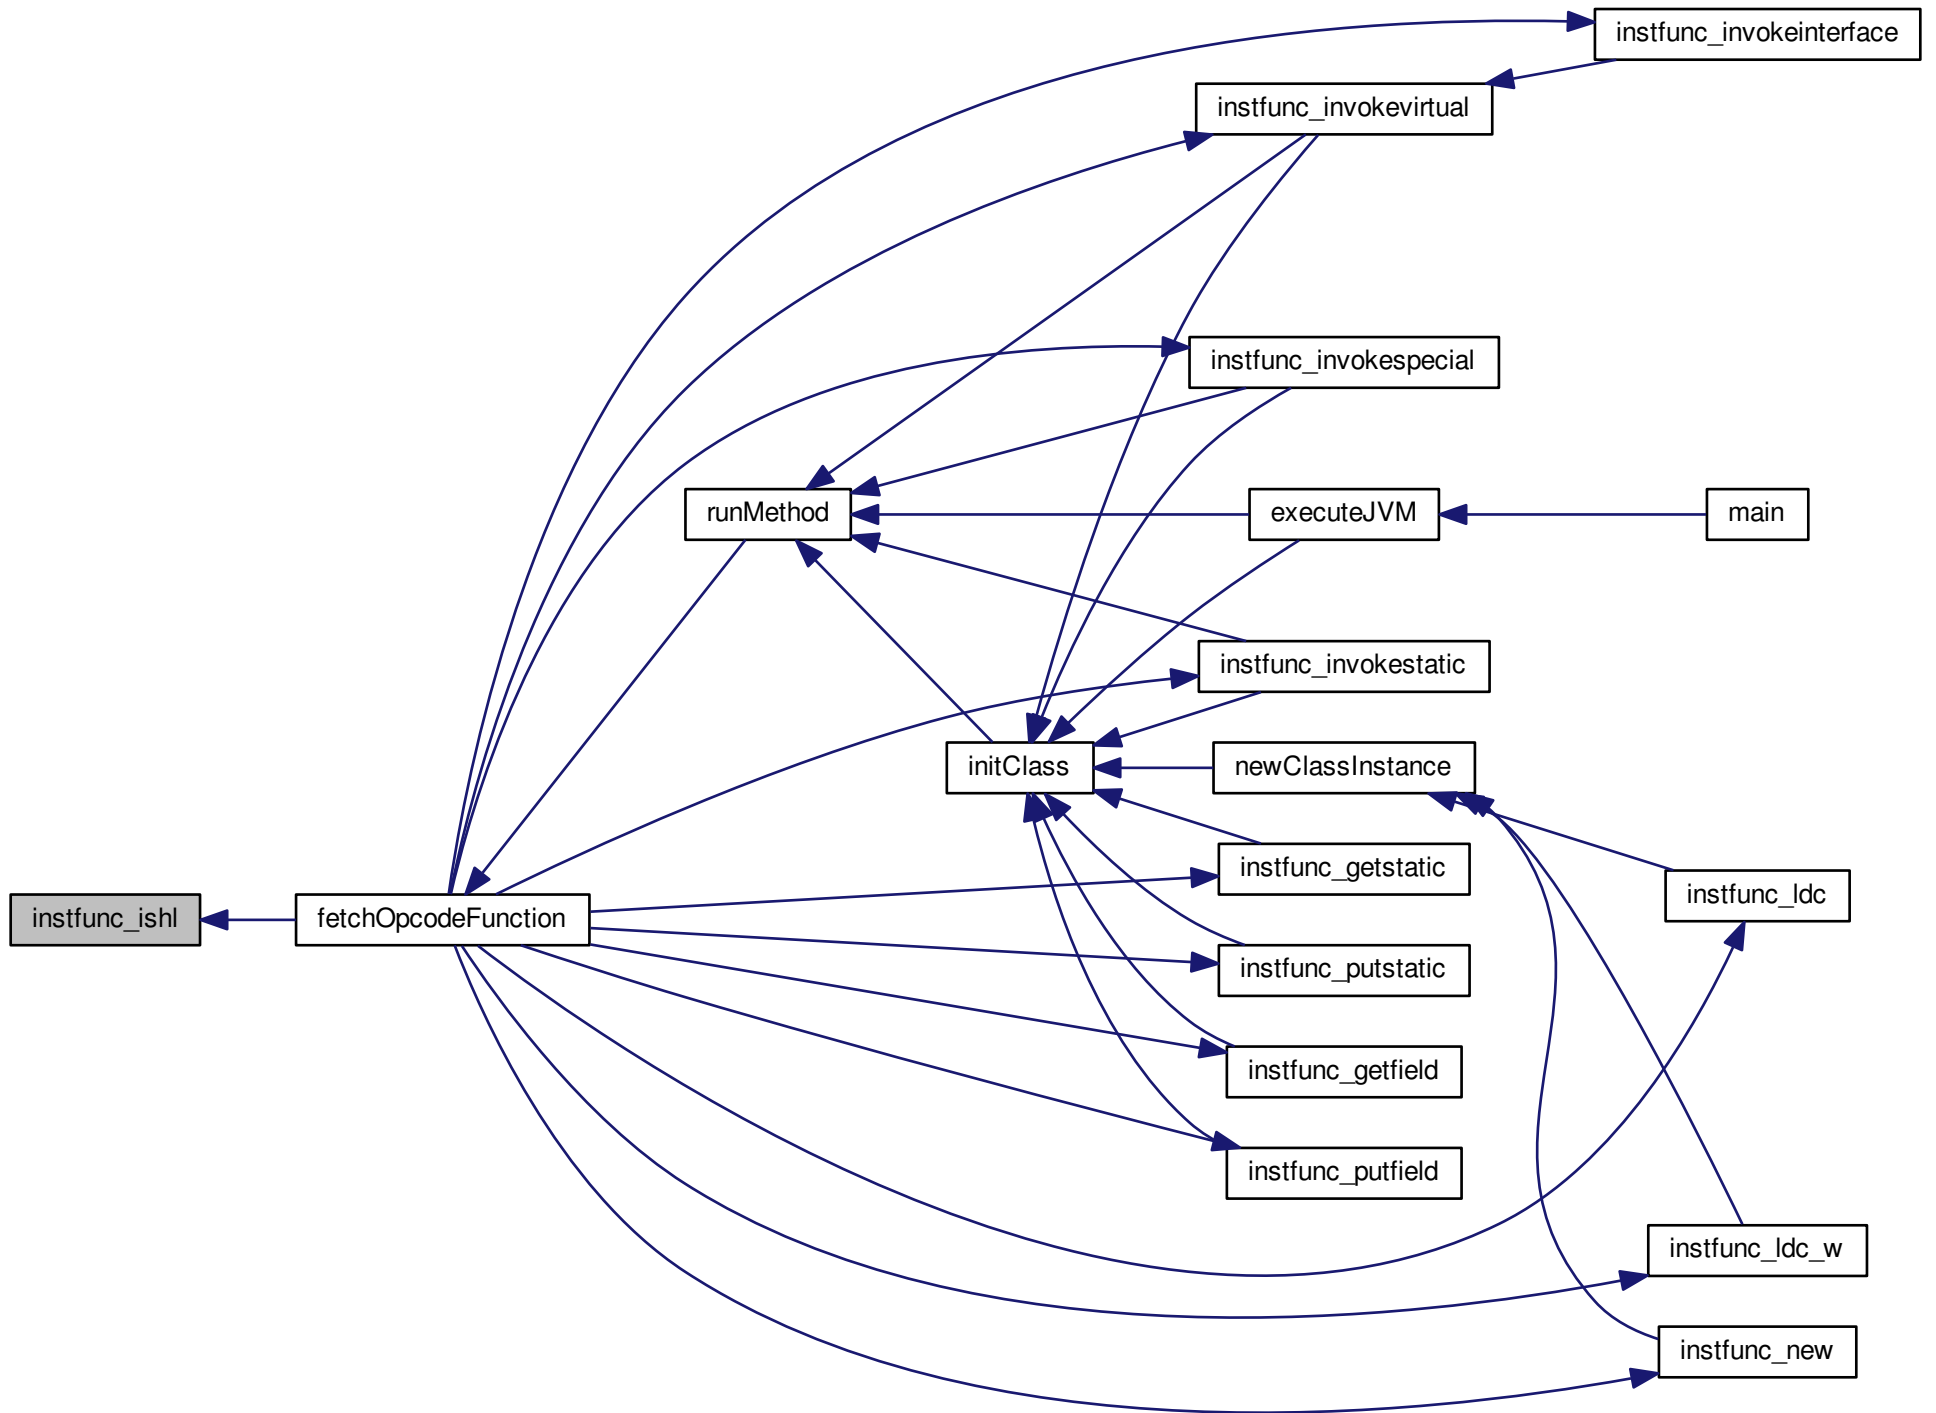 instfunc_invokeinterface
instfunc_invokevirtual
instfunc_invokespecial
runMethod
executeJVM
main
instfunc_invokestatic
initClass
newClassInstance
instfunc_getstatic
instfunc_ldc
instfunc_ishl
fetchOpcodeFunction
instfunc_putstatic
instfunc_getfield
instfunc_putfield
instfunc_ldc_w
instfunc_new